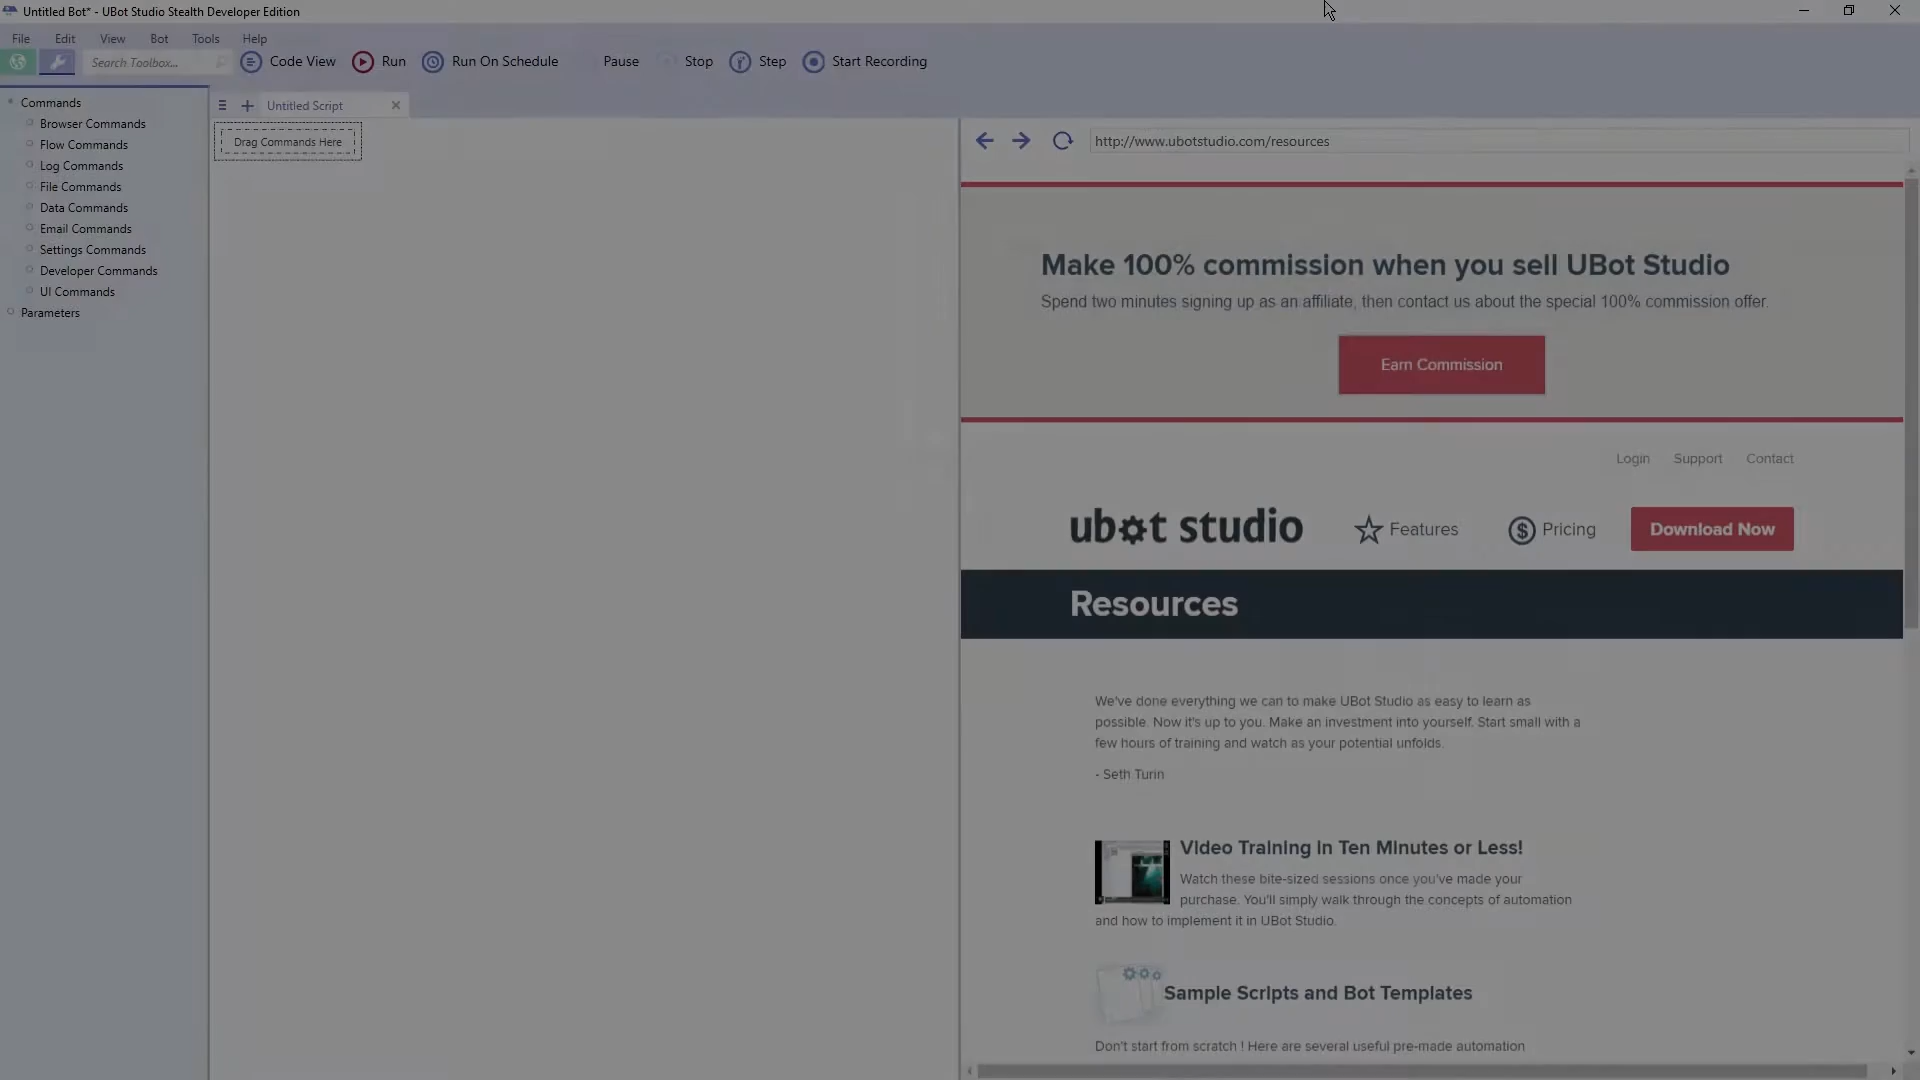 Untitled Bot* - UBot Studio Stealth Developer Edition
File Edit View Bot Tools Help
Search Toolbox... Code View Run Run On Schedule Pause Stop Step Start Recording
Commands
Browser Commands
Flow Commands
Log Commands
File Commands
Data Commands
Email Commands
Settings Commands
Developer Commands
UI Commands
Parameters
Untitled Script
Drag Commands Here
http://www.ubotstudio.com/resources
Make 100% commission when you sell UBot Studio
Spend two minutes signing up as an affiliate, then contact us about the special 100% commission offer.
Earn Commission
Login Support Contact
ubot studio Features Pricing Download Now
Resources
We've done everything we can to make UBot Studio as easy to learn as
possible. Now it's up to you. Make an investment into yourself. Start small with a
few hours of training and watch as your potential unfolds.
- Seth Turin
Video Training in Ten Minutes or Less!
Watch these bite-sized sessions once you've made your
purchase. You'll simply walk through the concepts of automation
and how to implement it in UBot Studio.
Sample Scripts and Bot Templates
Don't start from scratch ! Here are several useful pre-made automation